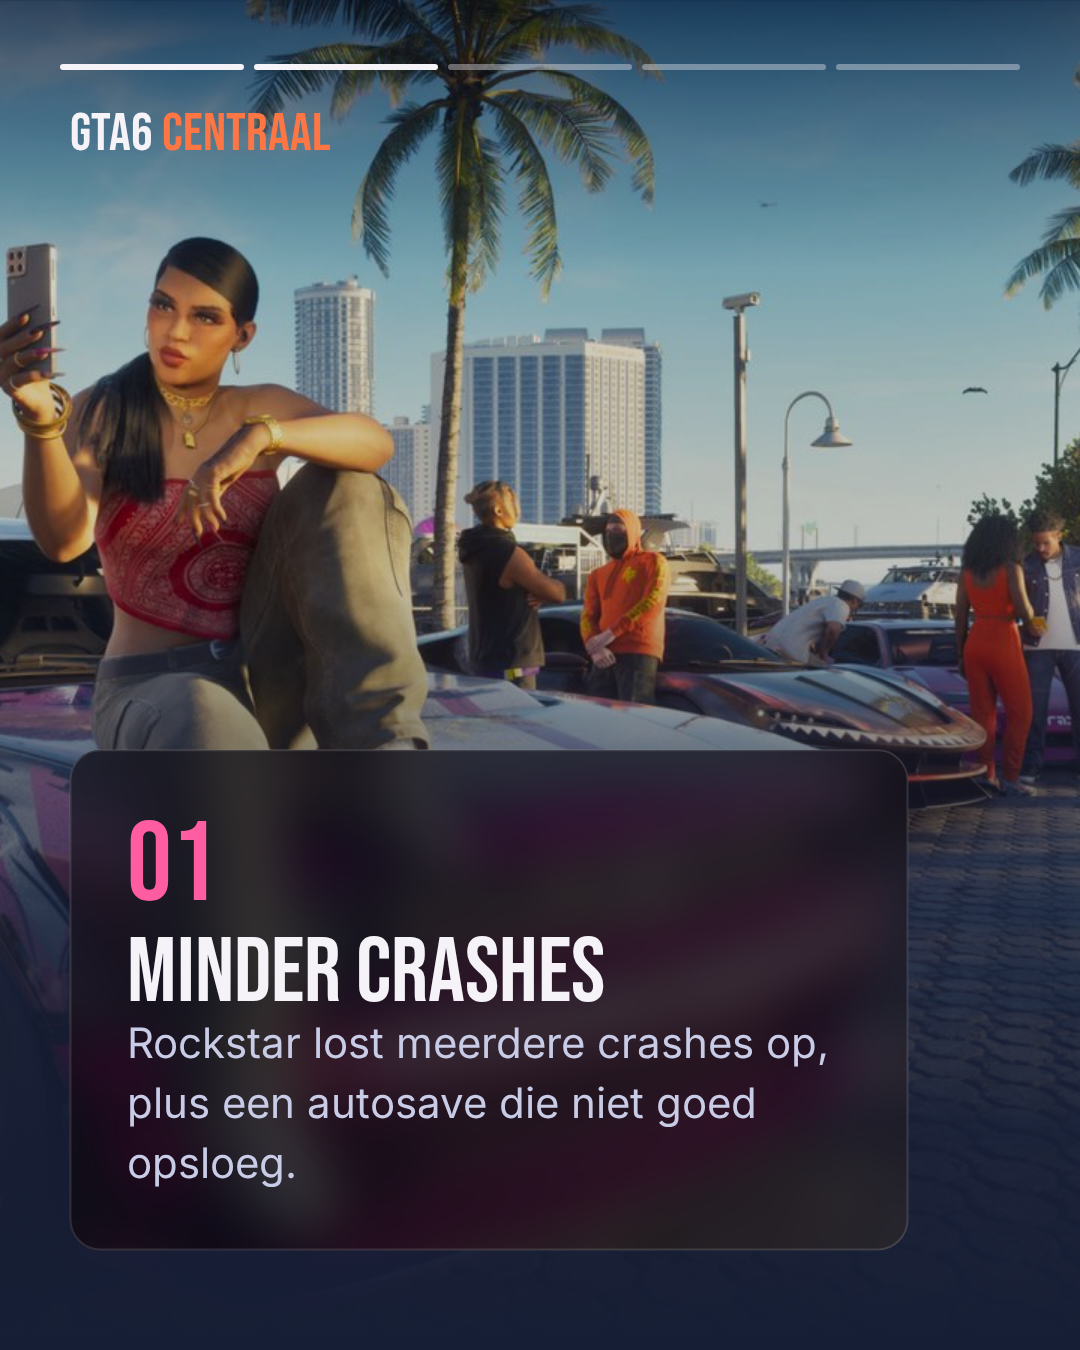 GTA6 CENTRAAL
01
MINDER CRASHES
Rockstar lost meerdere crashes op,
plus een autosave die niet goed
opsloeg.